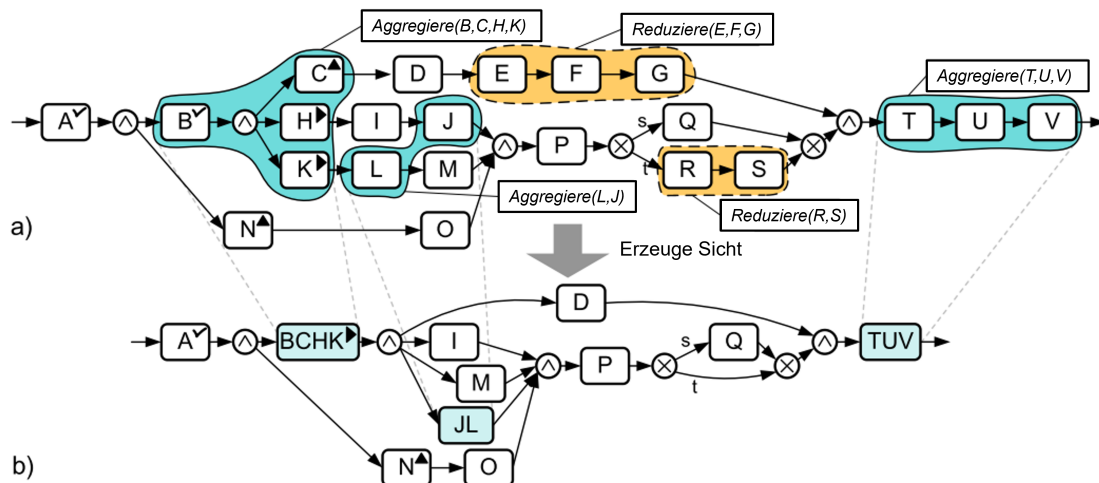 Aggregiere(B,C,H,K)
Reduziere(E,F,G)
Aggregiere(T,U,V)
C D E F G
A B H I J s Q T U V
P
K L M t R S
Aggregiere(L,J)
Reduziere(R,S)
N O
a)
Erzeuge Sicht
D
A BCHK I s Q TUV
P
M t
JL
b) N O